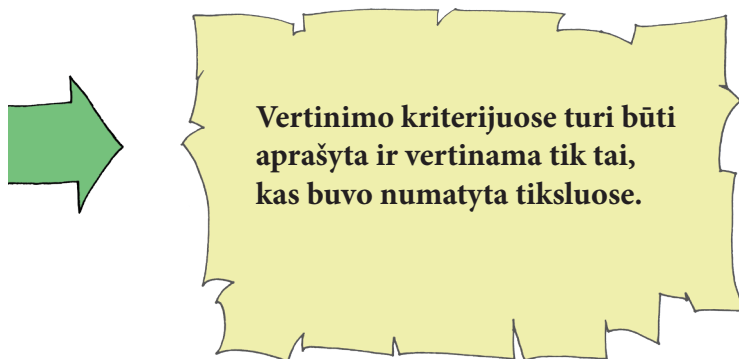 Vertinimo kriterijuose turi būti
aprašyta ir vertinama tik tai,
kas buvo numatyta tiksluose.